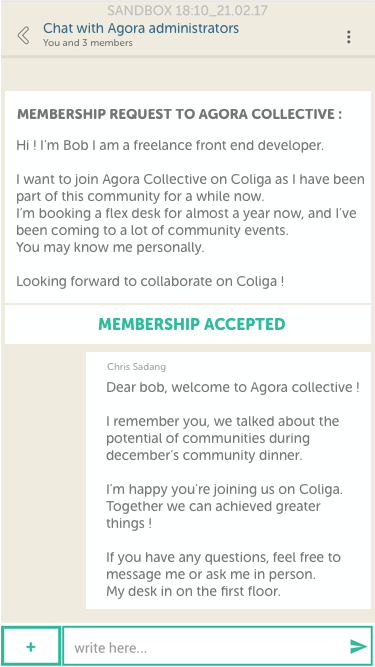 SANDBOX 18:10_21.02.17
Chat with Agora administrators
You and 3 members
MEMBERSHIP REQUEST TO AGORA COLLECTIVE :
Hi ! I'm Bob I am a freelance front end developer.
I want to join Agora Collective on Coliga as I have been
part of this community for a while now.
I'm booking a flex desk for almost a year now, and I've
been coming to a lot of community events.
You may know me personally.
Looking forward to collaborate on Coliga !
MEMBERSHIP ACCEPTED
Chris Sadang
Dear bob, welcome to Agora collective !
I remember you, we talked about the
potential of communities during
december's community dinner.
I'm happy you're joining us on Coliga.
Together we can achieved greater
things !
If you have any questions, feel free to
message me or ask me in person.
My desk in on the first floor.
+
write here...